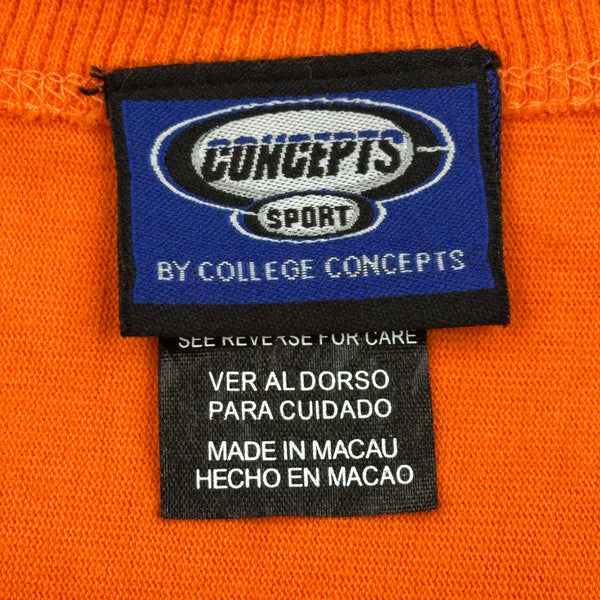 CONCEPTS
SPORT
BY COLLEGE CONCEPTS
SEE REVERSE FOR CARE
VER AL DORSO
PARA CUIDADO
MADE IN MACAU
HECHO EN MACAO